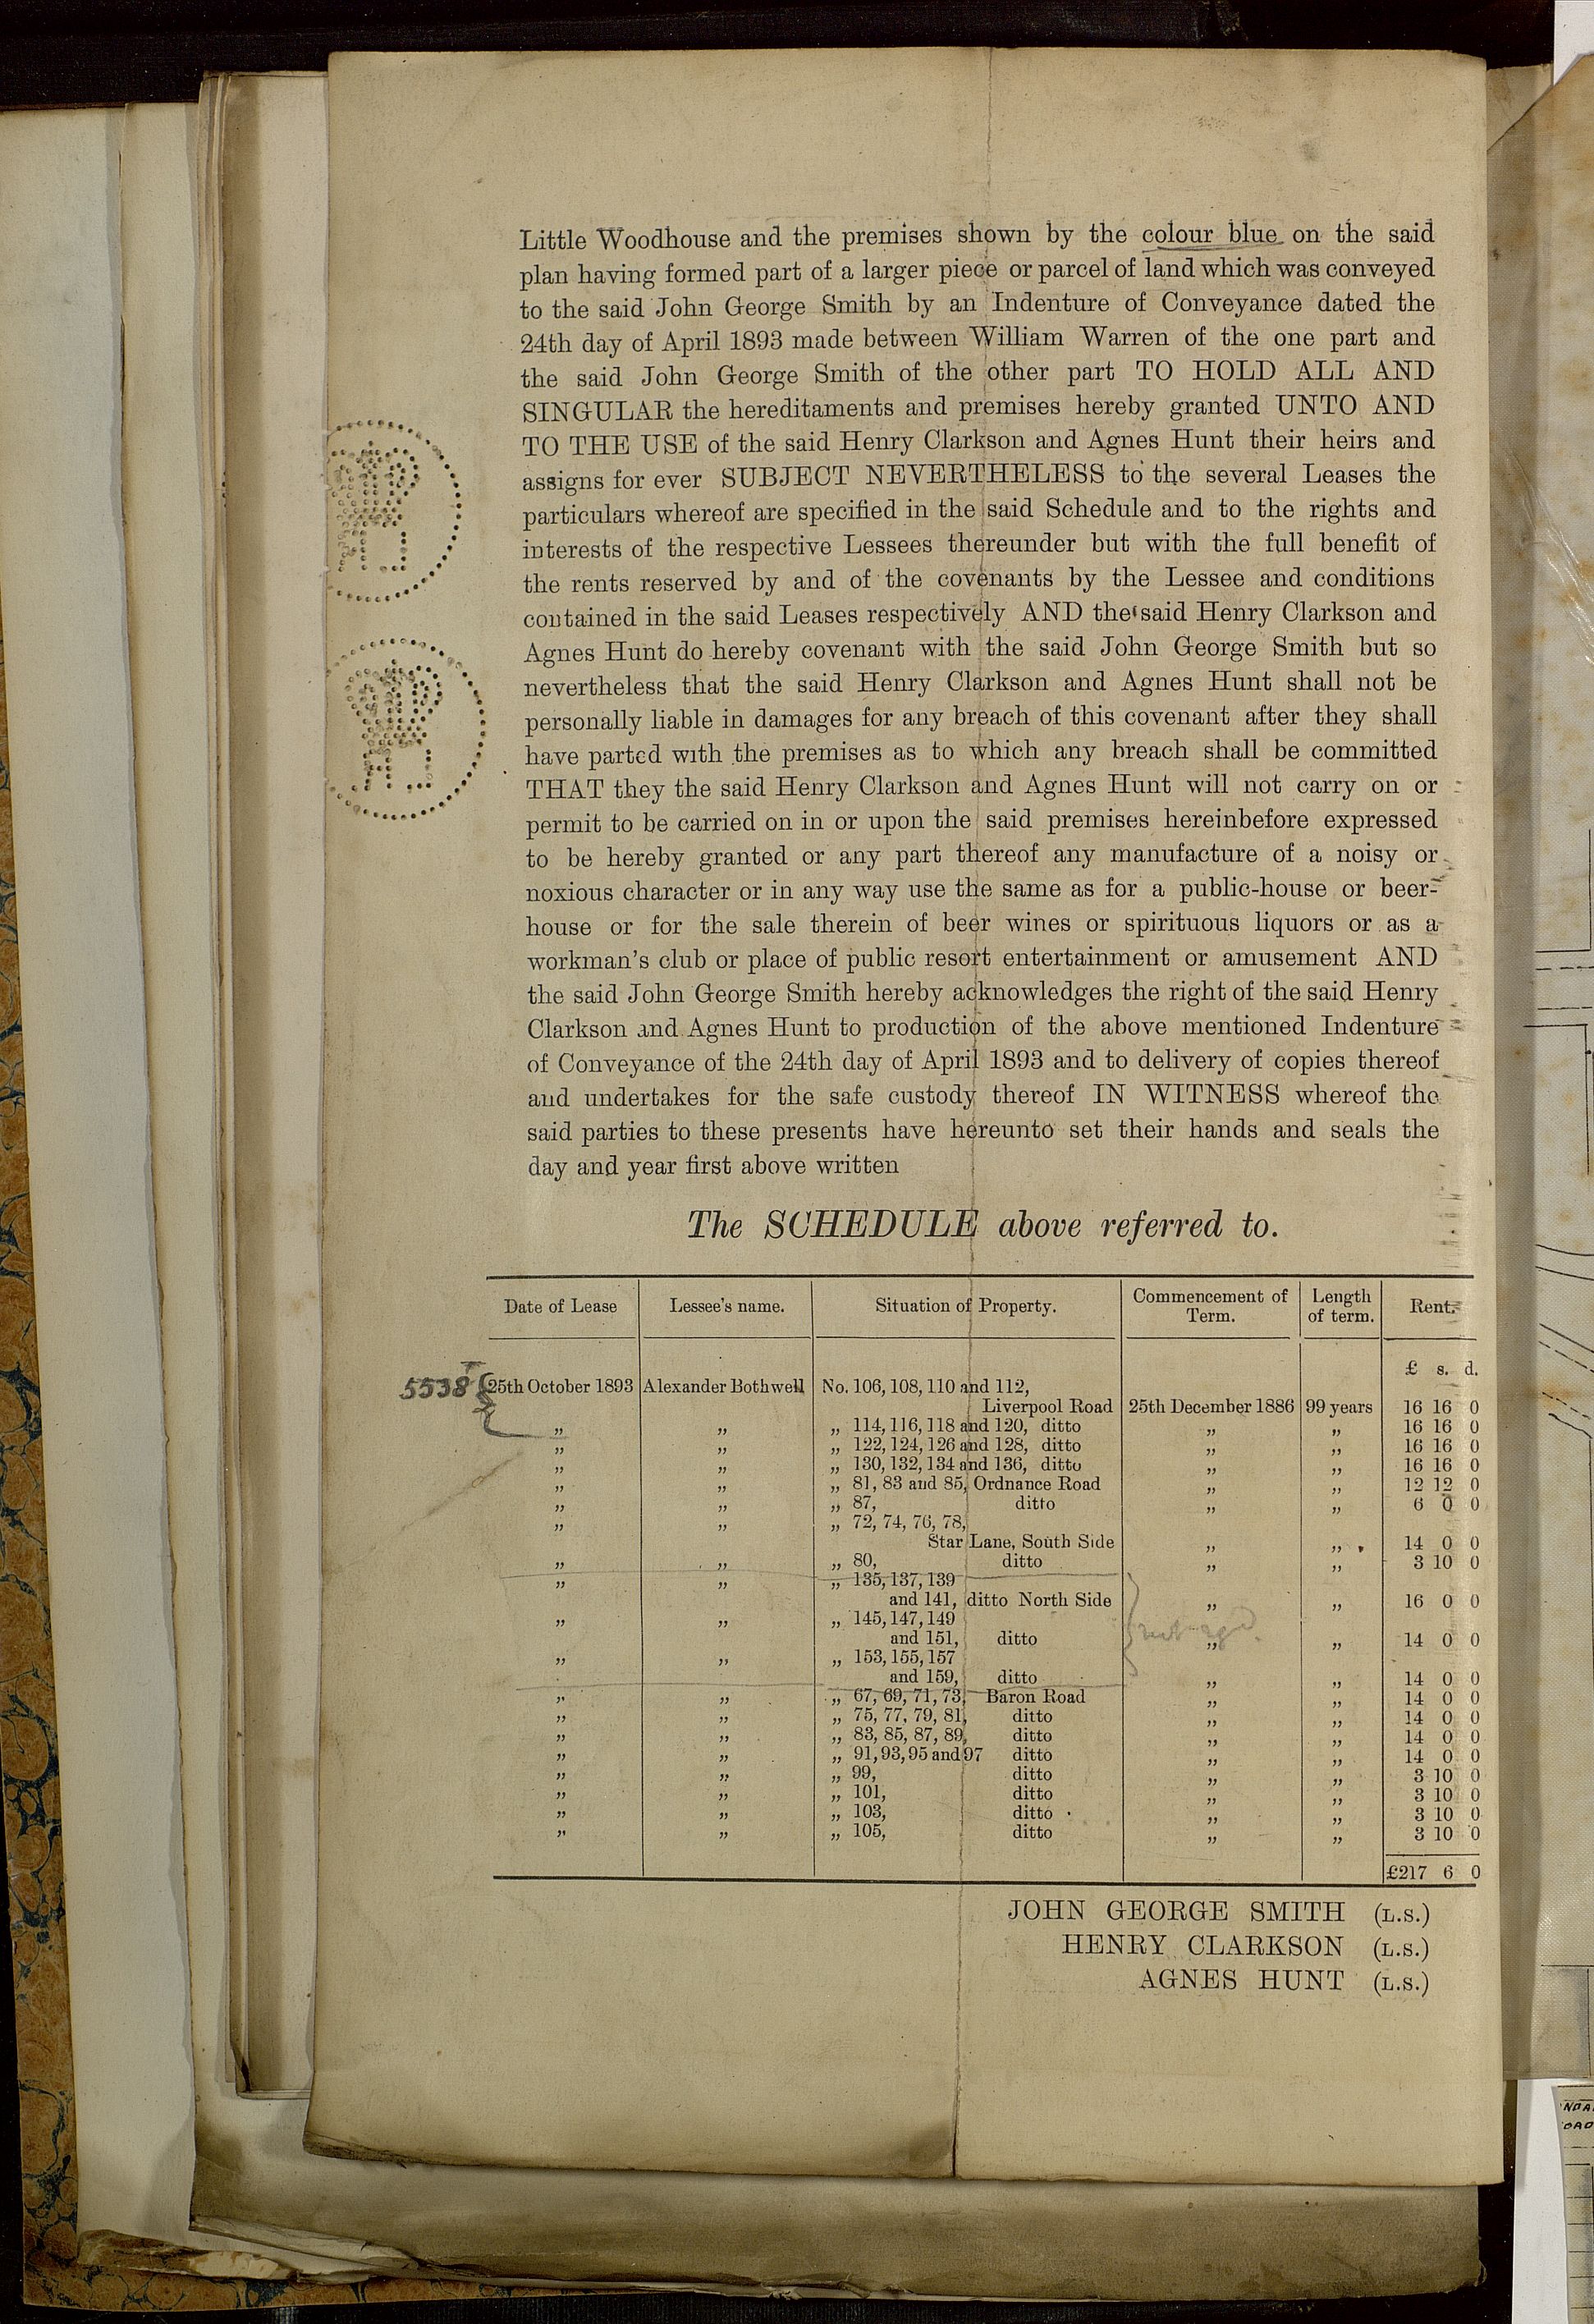 Little Woodhouse and the premises shown by the colour blue on the said
plan having formed part of a larger piece or parcel of land which was conveyed
to the said John George Smith by an Indenture of Conveyance dated the
24th day of April 1893 made between William Warren of the one part and
the said John George Smith of the other part TO HOLD ALL AND
SINGULAR the hereditaments and premises hereby granted UNTO AND
TO THE USE of the said Henry Clarkson and Agnes Hunt their heirs and
assigns for ever SUBJECT NEVERTHELESS to the several Leases the
particulars whereof are specified in the said Schedule and to the rights and
interests of the respective Lessees thereunder but with the full benefit of
the rents reserved by and of the covenants by the Lessee and conditions
contained in the said Leases respectively AND the said Henry Clarkson and
Agnes Hunt do hereby covenant with the said John George Smith but so
nevertheless that the said Henry Clarkson and Agnes Hunt shall not be
personally liable in damages for any breach of this covenant after they shall
have parted with the premises as to which any breach shall be committed
THAT they the said Henry Clarkson and Agnes Hunt will not carry on or
permit to be carried on in or upon the said premises hereinbefore expressed
to be hereby granted or any part thereof any manufacture of a noisy or
noxious character or in any way use the same as for a public-house or beer-
house or for the sale therein of beer wines or spirituous liquors or as a
workman's club or place of public resort entertainment or amusement AND
the said John George Smith hereby acknowledges the right of the said Henry
Clarkson and Agnes Hunt to production of the above mentioned Indenture
of Conveyance of the 24th day of April 1893 and to delivery of copies thereof
and undertakes for the safe custody thereof IN WITNESS whereof the
said parties to these presents have hereunto set their hands and seals the
day and year first above written
The SCHEDULE above referred to.
Date of Lease Lessee's name. Situation of Property. Commencement of Term. Length of term. Rent.
£ s. d.
5538 25th October 1893 Alexander Bothwell No. 106, 108, 110 and 112,
Liverpool Road 25th December 1886 99 years 16 16 0
„ „ „ 114, 116, 118 and 120, ditto „ „ 16 16 0
„ „ „ 122, 124, 126 and 128, ditto „ „ 16 16 0
„ „ „ 130, 132, 134 and 136, ditto „ „ 16 16 0
„ „ „ 81, 83 and 85, Ordnance Road „ „ 12 12 0
„ „ „ 87, ditto „ „ 6 0 0
„ „ „ 72, 74, 76, 78,
Star Lane, South Side „ „ 14 0 0
„ „ „ 80, ditto „ „ 3 10 0
„ „ „ 135, 137, 139
and 141, ditto North Side „ „ 16 0 0
„ „ „ 145, 147, 149
and 151, ditto „ „ 14 0 0
„ „ „ 153, 155, 157
and 159, ditto „ „ 14 0 0
„ „ „ 67, 69, 71, 73, Baron Road „ „ 14 0 0
„ „ „ 75, 77, 79, 81, ditto „ „ 14 0 0
„ „ „ 83, 85, 87, 89, ditto „ „ 14 0 0
„ „ „ 91, 93, 95 and 97 ditto „ „ 14 0 0
„ „ „ 99, ditto „ „ 3 10 0
„ „ „ 101, ditto „ „ 3 10 0
„ „ „ 103, ditto „ „ 3 10 0
„ „ „ 105, ditto „ „ 3 10 0
£217 6 0
JOHN GEORGE SMITH (L.S.)
HENRY CLARKSON (L.S.)
AGNES HUNT (L.S.)